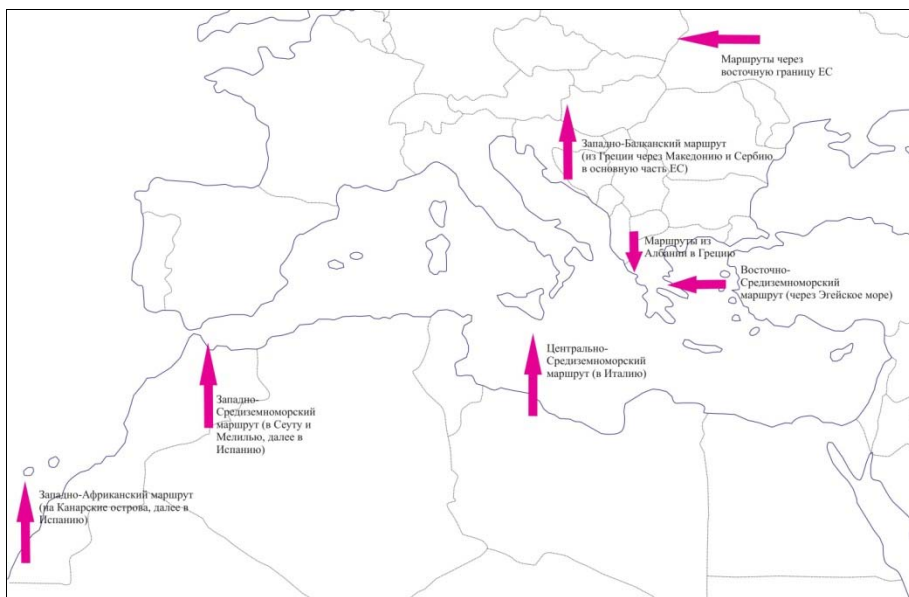 Маршруты через
восточную границу ЕС
Западно-Балканский маршрут
(из Греции через Македонию и Сербию
в основную часть ЕС)
Маршруты из
Албании в Грецию
Восточно-
Средиземноморский
маршрут (через Эгейское море)
Центрально-
Средиземноморский
маршрут (в Италию)
Западно-
Средиземноморский
маршрут (в Сеуту и
Мелилью, далее в
Испанию)
Западно-Африканский маршрут
(на Канарские острова, далее в
Испанию)